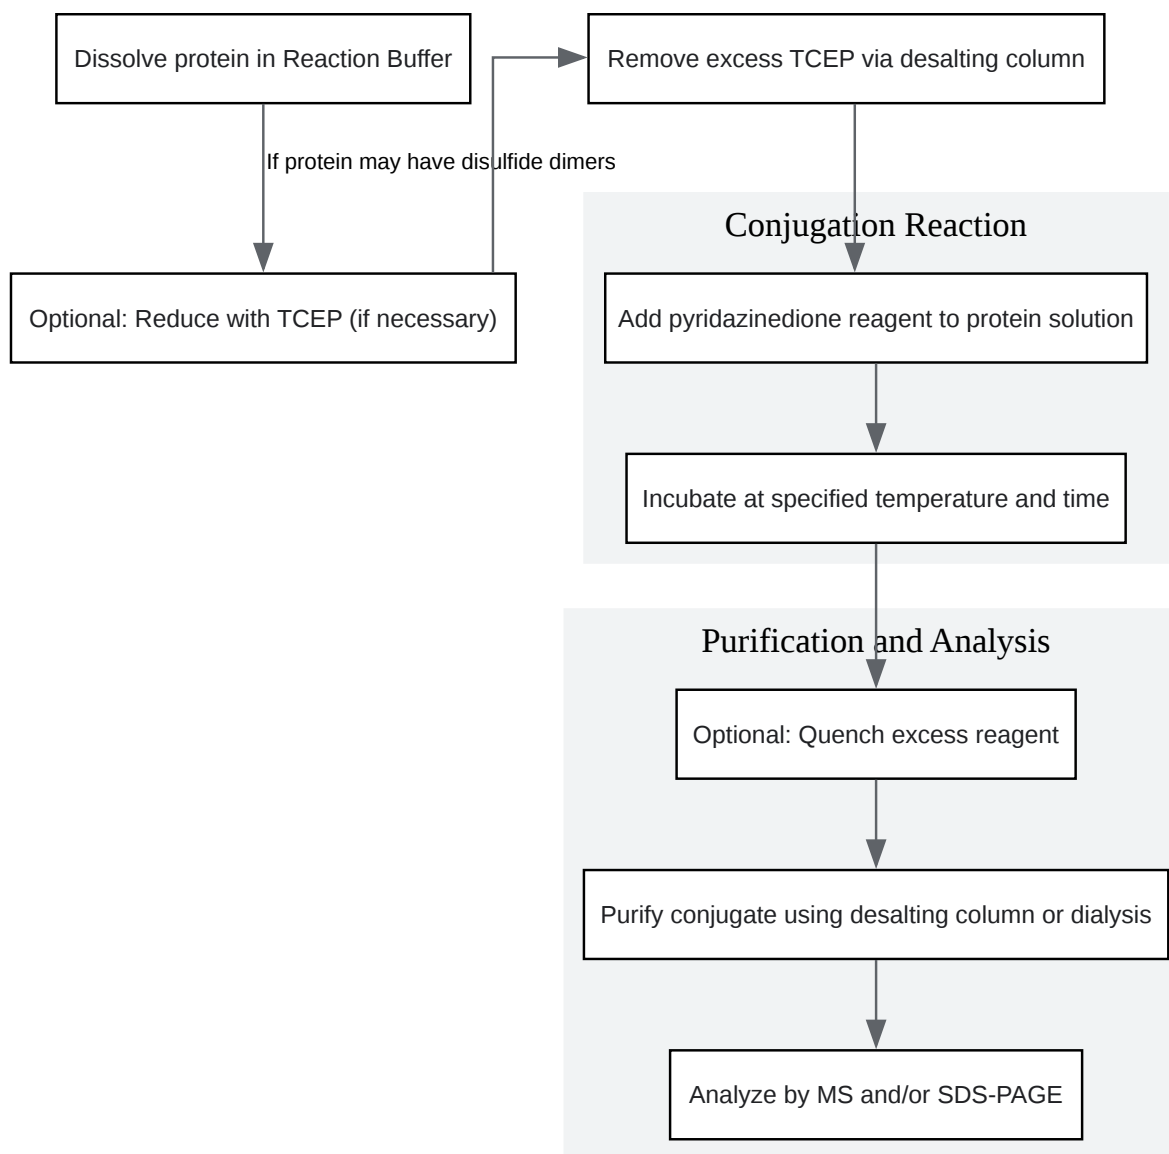 Dissolve protein in Reaction Buffer
If protein may have disulfide dimers
Optional: Reduce with TCEP (if necessary)
Remove excess TCEP via desalting column
Conjugation Reaction
Add pyridazinedione reagent to protein solution
Incubate at specified temperature and time
Purification and Analysis
Optional: Quench excess reagent
Purify conjugate using desalting column or dialysis
Analyze by MS and/or SDS-PAGE